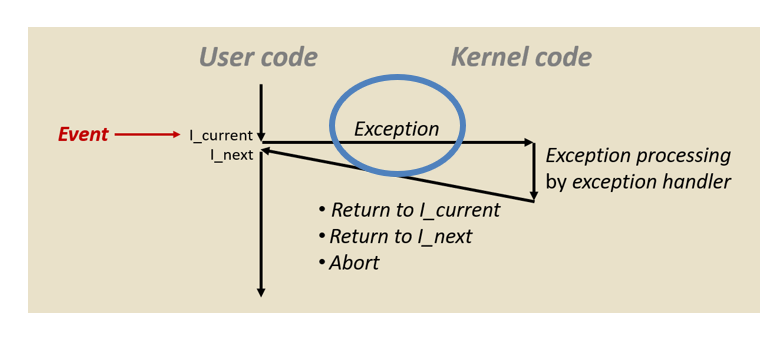 User code
Kernel code
Event
I_current
Exception
I_next
Exception processing
by exception handler
• Return to I_current
• Return to I_next
• Abort